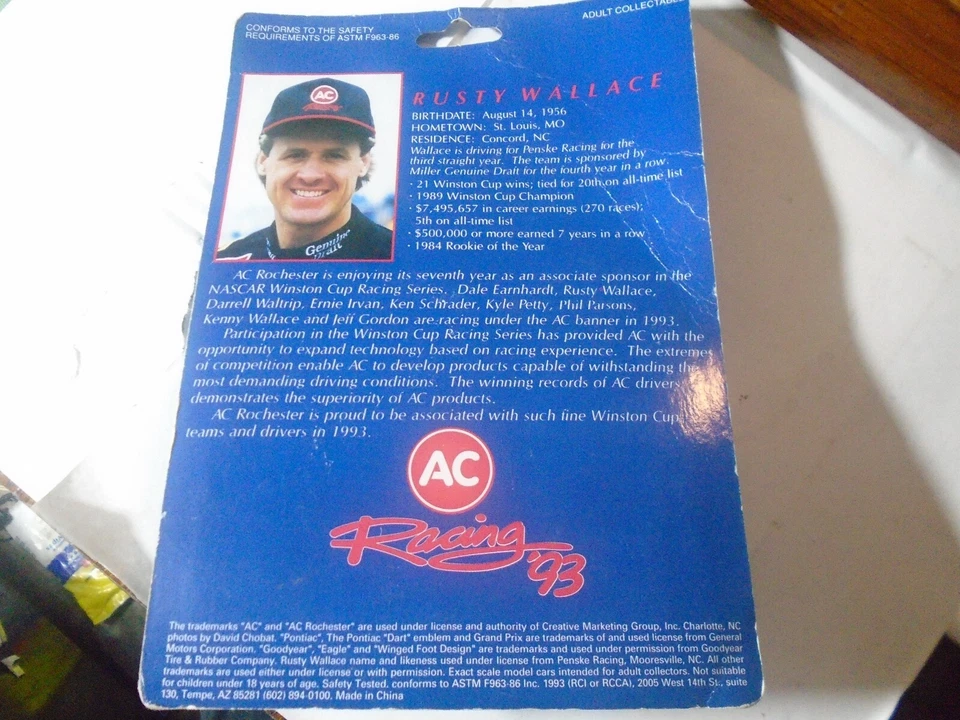 CONFORMS TO THE SAFETY
REQUIREMENTS OF ASTM F963-86
ADULT COLLECTABLE
AC
RUSTY WALLACE
BIRTHDATE: August 14, 1956
HOMETOWN: St. Louis, MO
RESIDENCE: Concord, NC
Wallace is driving for Penske Racing for the
third straight year. The team is sponsored by
Miller Genuine Draft for the fourth year in a row.
· 21 Winston Cup wins; tied for 20th on all-time list
· 1989 Winston Cup Champion
· $7,495,657 in career earnings (270 races);
5th on all-time list
· $500,000 or more earned 7 years in a row
· 1984 Rookie of the Year
Genuine
Draft
AC Rochester is enjoying its seventh year as an associate sponsor in the
NASCAR Winston Cup Racing Series. Dale Earnhardt, Rusty Wallace,
Darrell Waltrip, Ernie Irvan, Ken Schrader, Kyle Petty, Phil Parsons,
Kenny Wallace and Jeff Gordon are racing under the AC banner in 1993.
Participation in the Winston Cup Racing Series has provided AC with the
opportunity to expand technology based on racing experience. The extremes
of competition enable AC to develop products capable of withstanding the
most demanding driving conditions. The winning records of AC drivers
demonstrates the superiority of AC products.
AC Rochester is proud to be associated with such fine Winston Cup
teams and drivers in 1993.
AC
Racing
'93
The trademarks "AC" and "AC Rochester" are used under license and authority of Creative Marketing Group, Inc. Charlotte, NC
photos by David Chobat. "Pontiac", The Pontiac "Dart" emblem and Grand Prix are trademarks of and used license from General
Motors Corporation. "Goodyear", "Eagle" and "Winged Foot Design" are trademarks and used under permission from Goodyear
Tire & Rubber Company. Rusty Wallace name and likeness used under license from Penske Racing, Mooresville, NC. All other
trademarks are used either under license or with permission. Exact scale model cars intended for adult collectors. Not suitable
for children under 18 years of age. Safety Tested. conforms to ASTM F963-86 Inc. 1993 (RCI or RCCA), 2005 West 14th St., suite
130, Tempe, AZ 85281 (602) 894-0100. Made in China